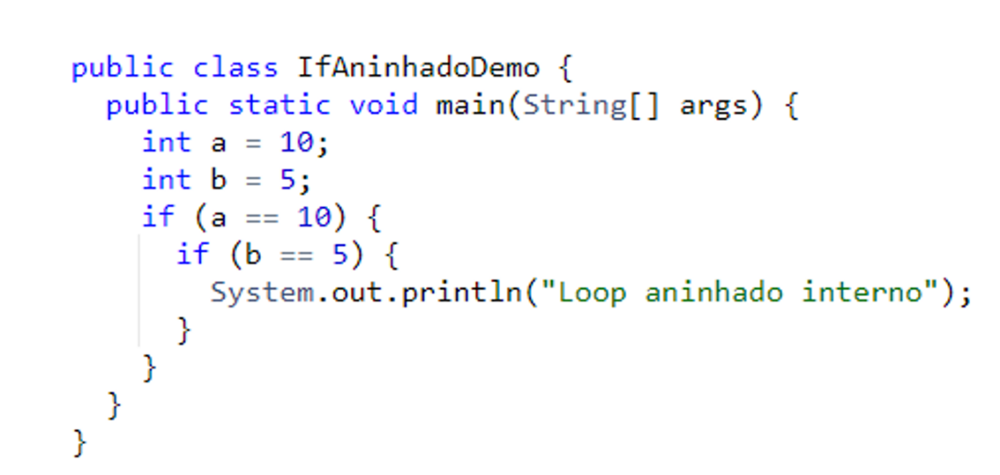 public class IfAninhadoDemo {
  public static void main(String[] args) {
    int a = 10;
    int b = 5;
    if (a == 10) {
      if (b == 5) {
        System.out.println("Loop aninhado interno");
      }
    }
  }
}